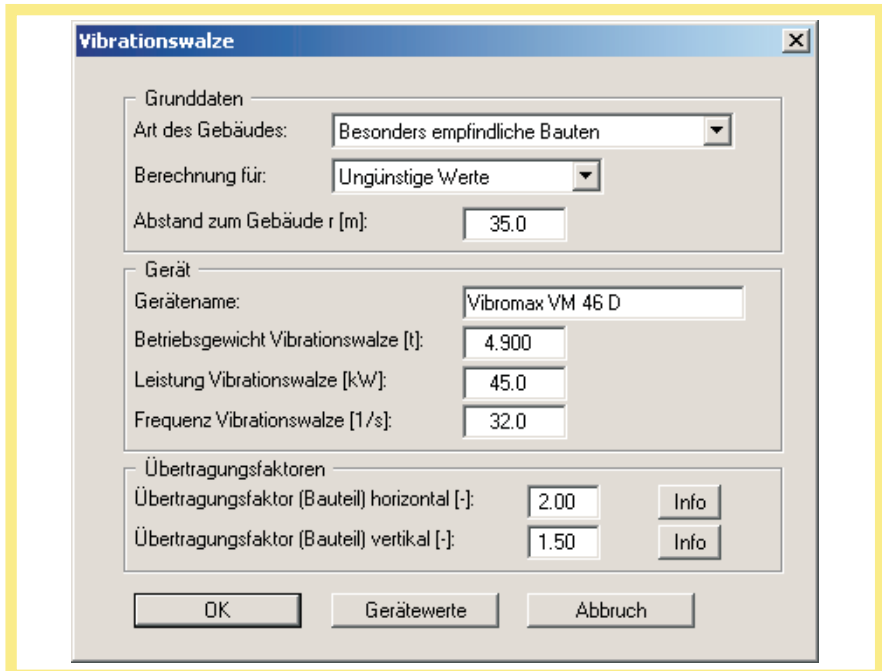 Vibrationswalze
Grunddaten
Art des Gebäudes: Besonders empfindliche Bauten
Berechnung für: Ungünstige Werte
Abstand zum Gebäude r [m]: 35.0
Gerät
Gerätename: Vibromax VM 46 D
Betriebsgewicht Vibrationswalze [t]: 4.900
Leistung Vibrationswalze [kW]: 45.0
Frequenz Vibrationswalze [1/s]: 32.0
Übertragungsfaktoren
Übertragungsfaktor (Bauteil) horizontal [-]: 2.00 Info
Übertragungsfaktor (Bauteil) vertikal [-]: 1.50 Info
OK Gerätewerte Abbruch